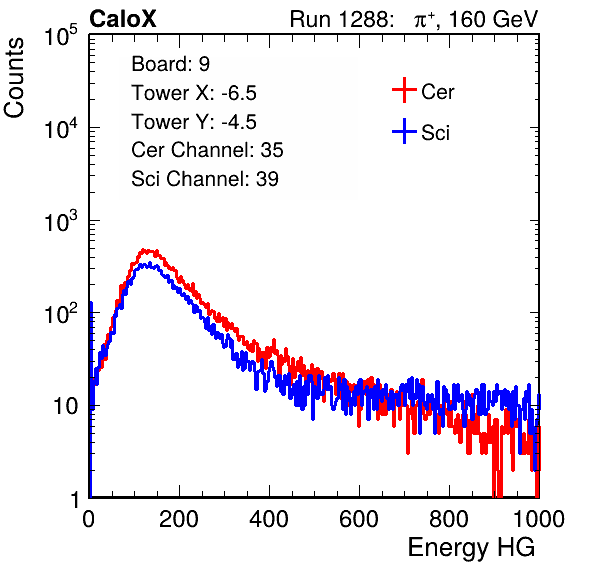 CaloX Run 1288: π⁺, 160 GeV
Counts
10⁵
10⁴
10³
10²
10
1
Board: 9
Tower X: -6.5
Tower Y: -4.5
Cer Channel: 35
Sci Channel: 39
Cer
Sci
0 200 400 600 800 1000
Energy HG